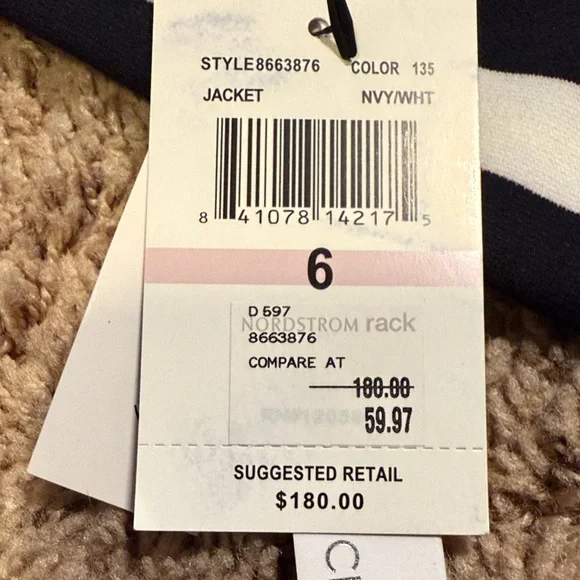 STYLE8663876 COLOR 135
JACKET NVY/WHT
8 41078 14217 5
6
D 597
NORDSTROM rack
8663876
COMPARE AT
180.00
59.97
SUGGESTED RETAIL
$180.00